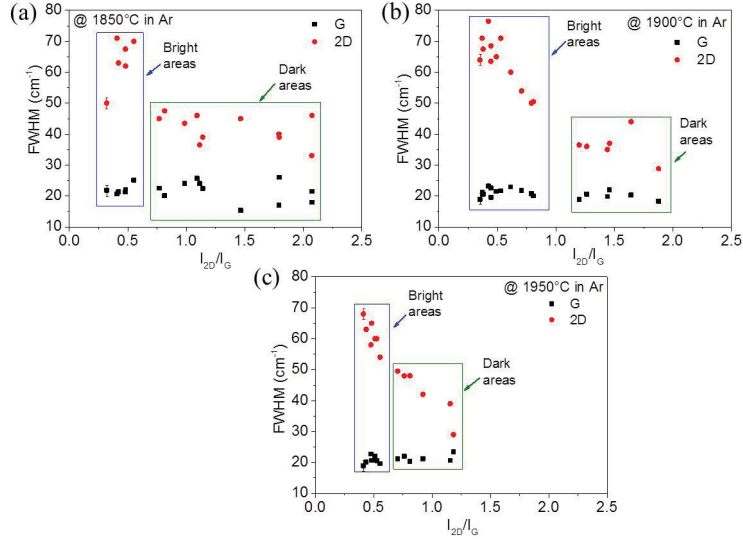 (a)
@ 1850°C in Ar
G
2D
Bright
areas
Dark
areas
FWHM (cm⁻¹)
80
70
60
50
40
30
20
10
0.0 0.5 1.0 1.5 2.0 2.5
I2D/IG
(b)
@ 1900°C in Ar
G
2D
Bright
areas
Dark
areas
FWHM (cm⁻¹)
80
70
60
50
40
30
20
10
0.0 0.5 1.0 1.5 2.0 2.5
I2D/IG
(c)
@ 1950°C in Ar
G
2D
Bright
areas
Dark
areas
FWHM (cm⁻¹)
80
70
60
50
40
30
20
10
0.0 0.5 1.0 1.5 2.0 2.5
I2D/IG